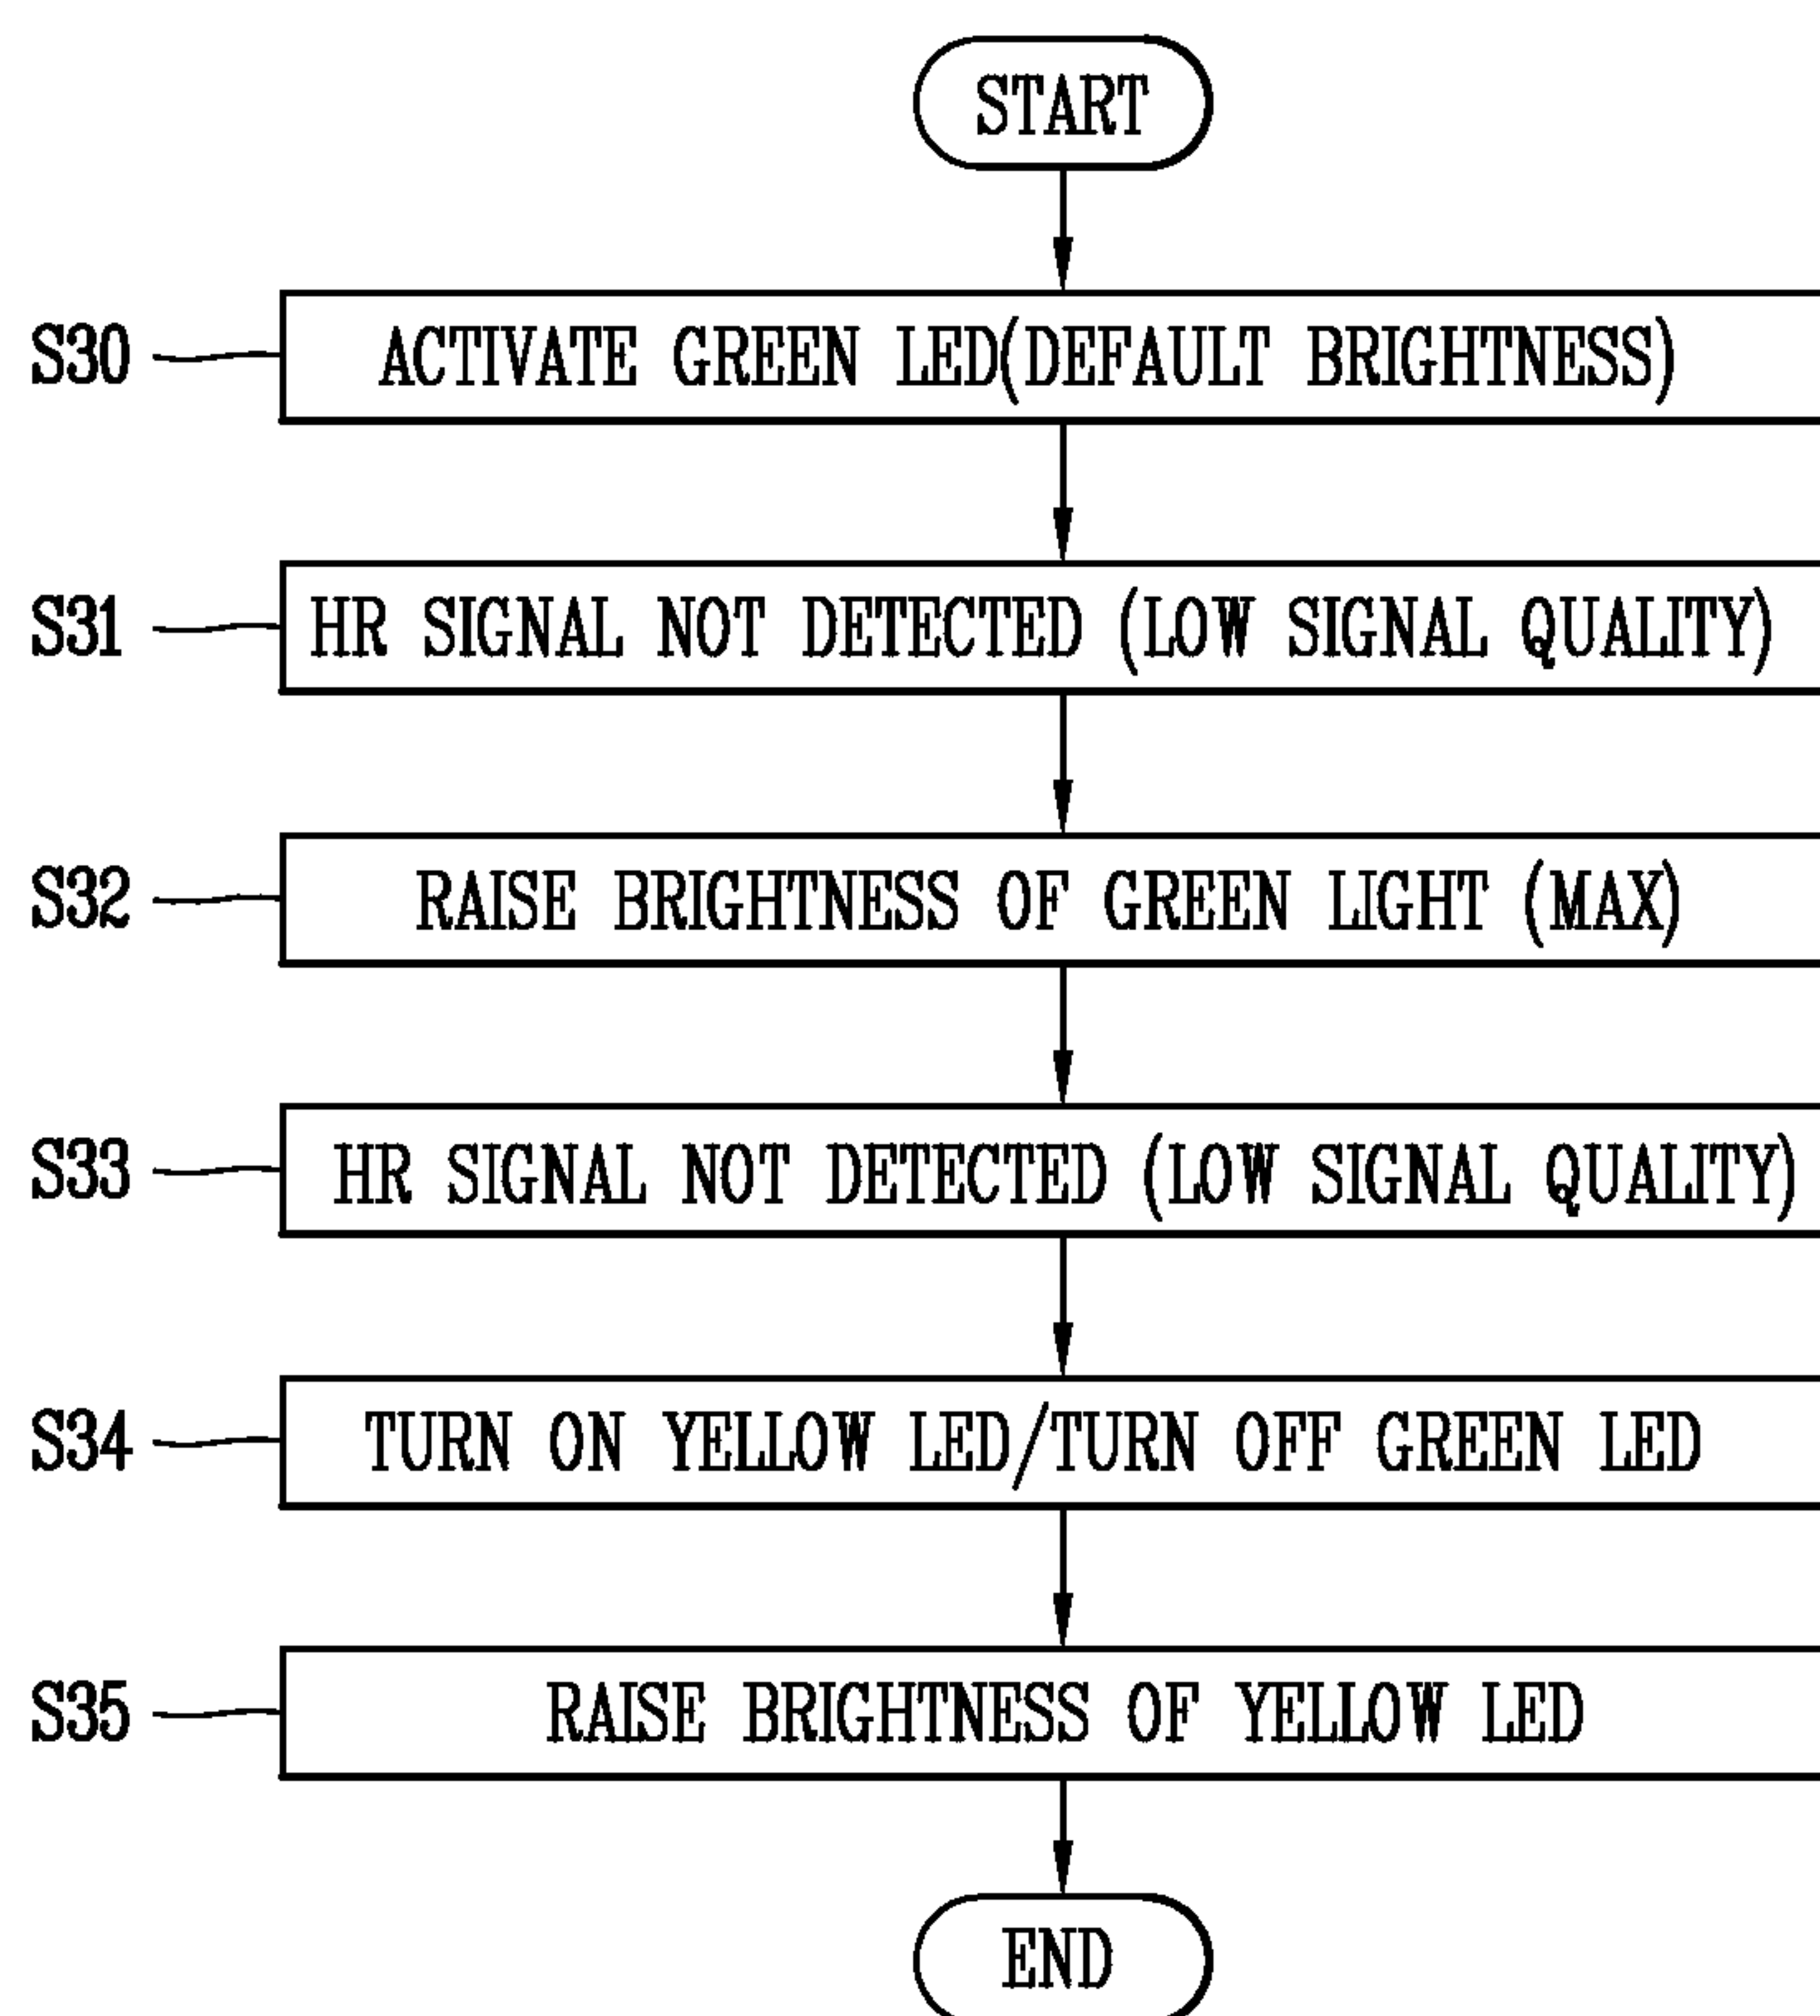 START
S30 ACTIVATE GREEN LED(DEFAULT BRIGHTNESS)
S31 HR SIGNAL NOT DETECTED (LOW SIGNAL QUALITY)
S32 RAISE BRIGHTNESS OF GREEN LIGHT (MAX)
S33 HR SIGNAL NOT DETECTED (LOW SIGNAL QUALITY)
S34 TURN ON YELLOW LED/TURN OFF GREEN LED
S35 RAISE BRIGHTNESS OF YELLOW LED
END